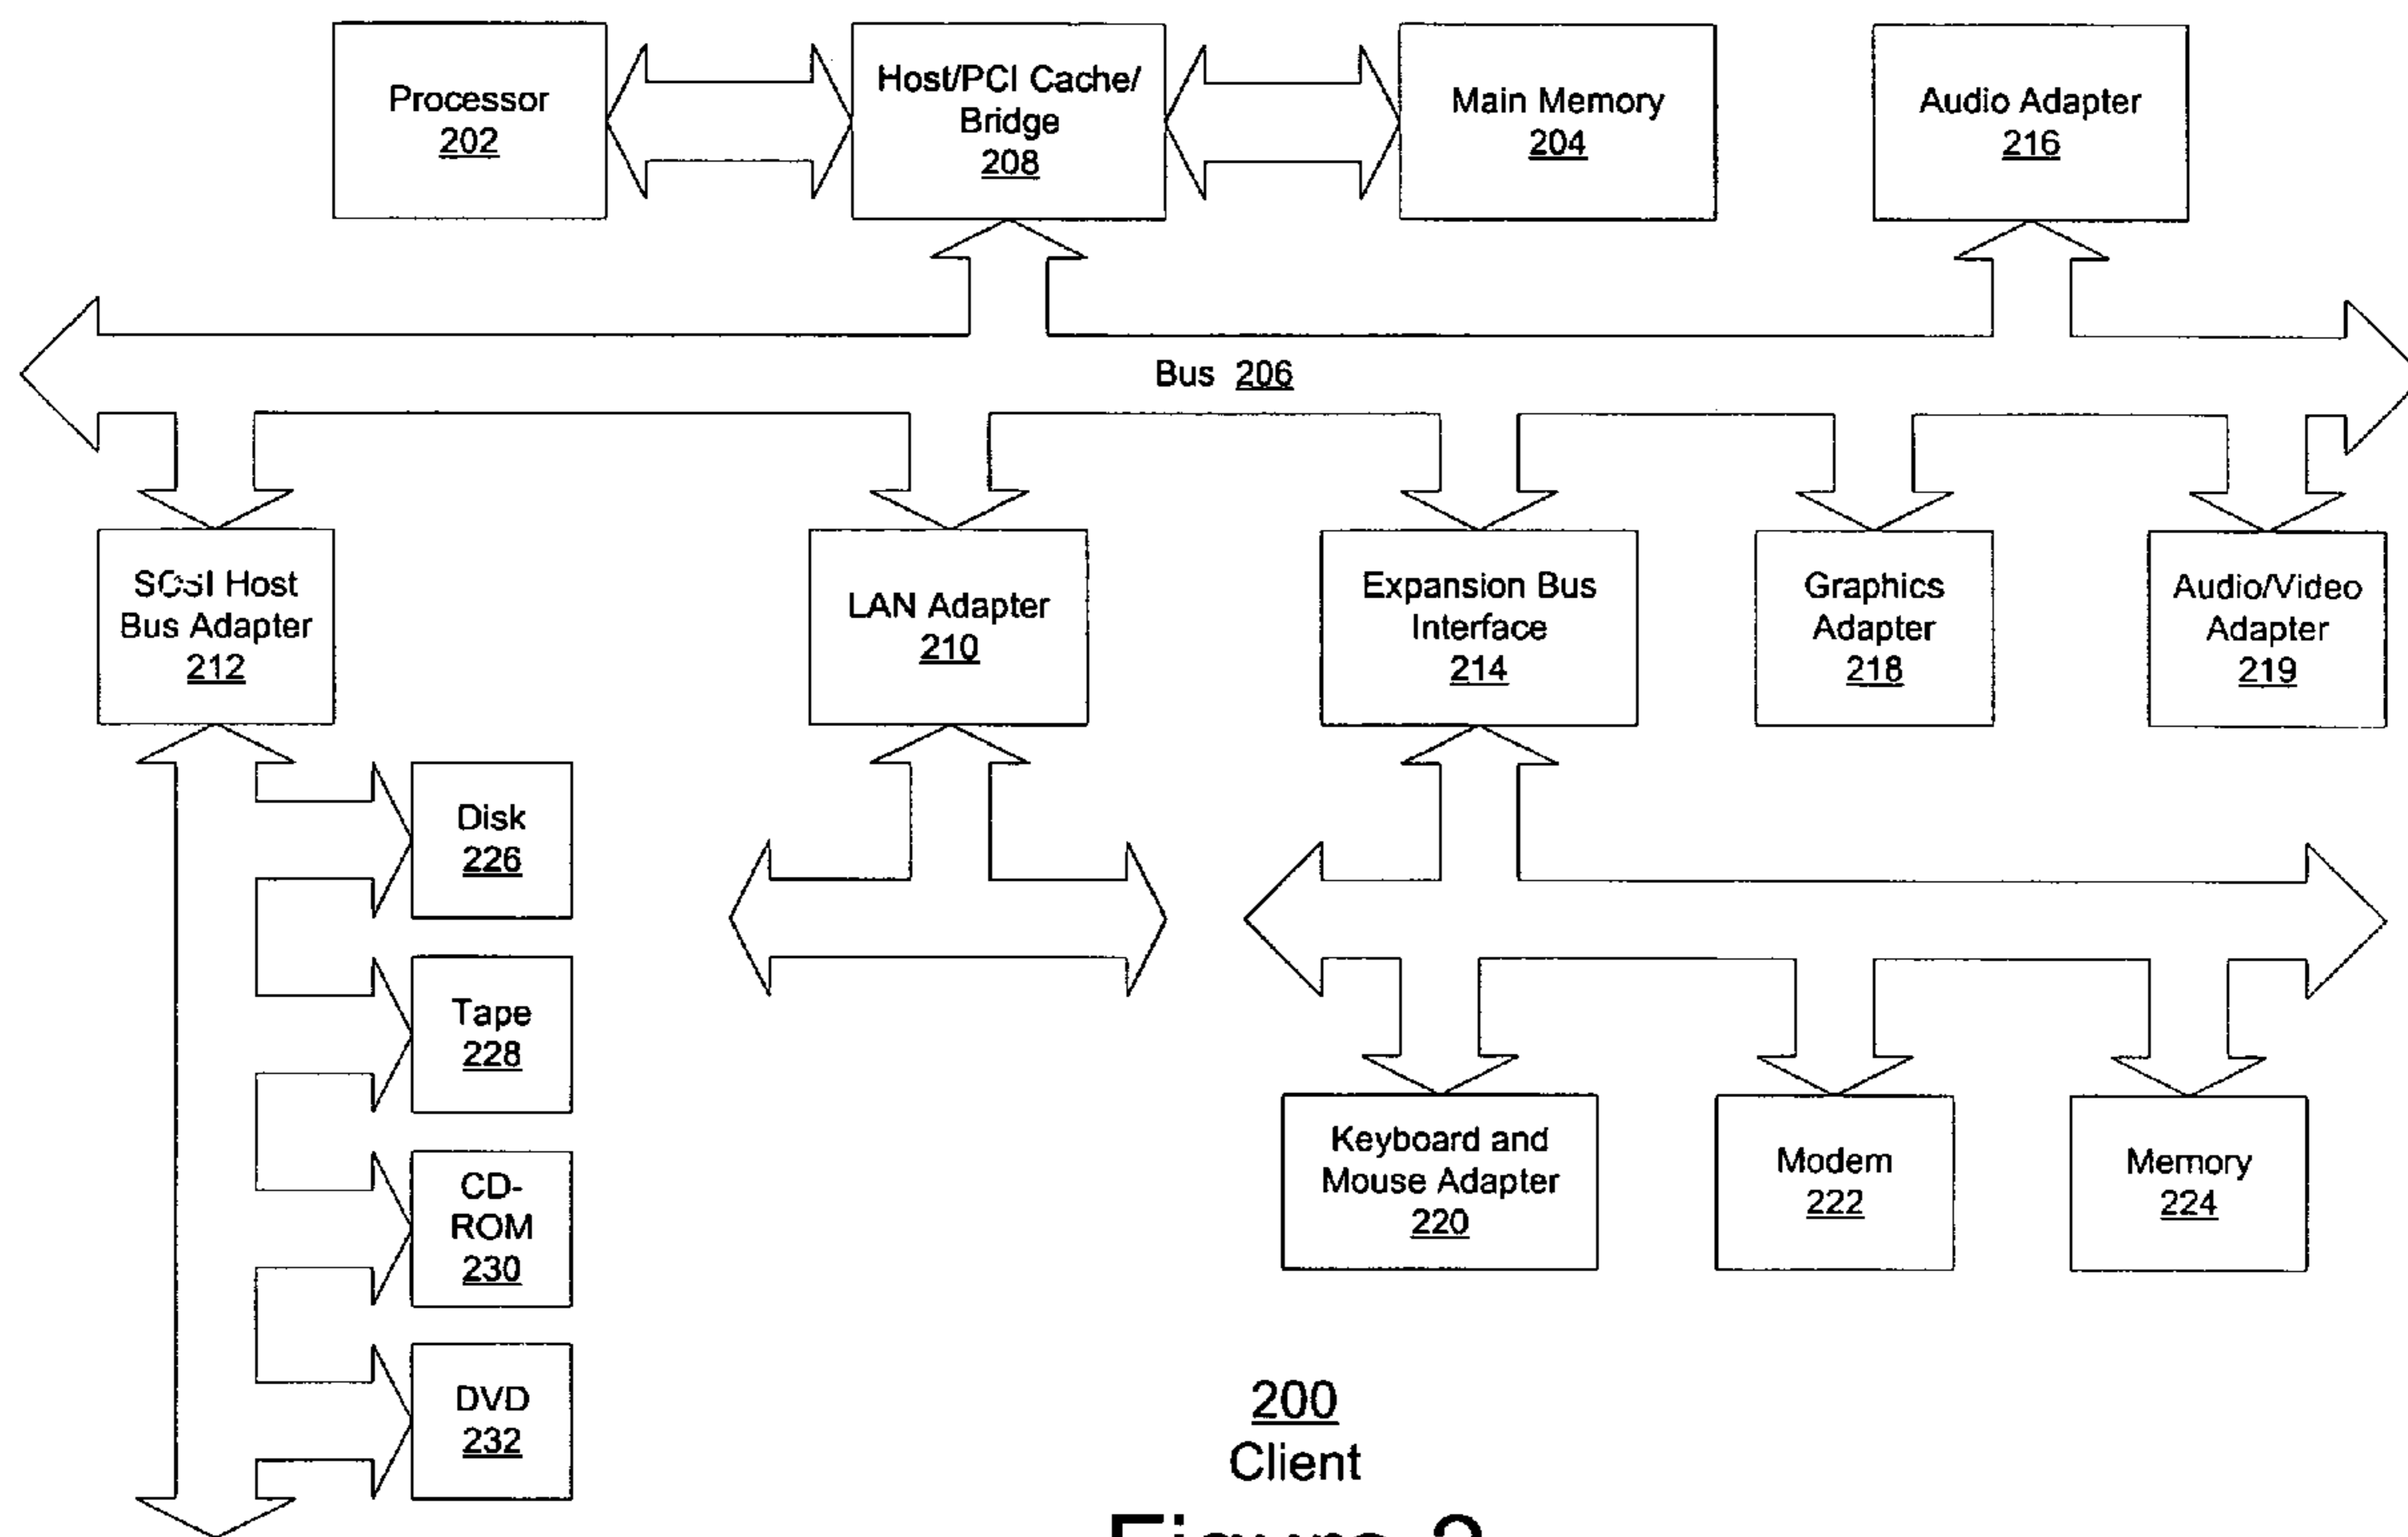 Processor
202
Host/PCI Cache/
Bridge
208
Main Memory
204
Audio Adapter
216
Bus 206
SCSI Host
Bus Adapter
212
LAN Adapter
210
Expansion Bus
Interface
214
Graphics
Adapter
218
Audio/Video
Adapter
219
Disk
226
Tape
228
CD-
ROM
230
DVD
232
Keyboard and
Mouse Adapter
220
Modem
222
Memory
224
200
Client
Figure 2